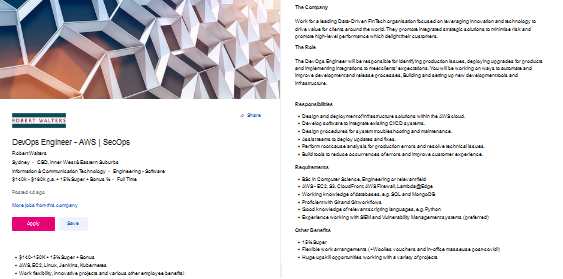 ROBERT WALTERS
Share
DevOps Engineer - AWS | SecOps
Robert Walters
Sydney - CBD, Inner West & Eastern Suburbs
Information & Communication Technology - Engineering - Software
$140k - $150k p.a. + 15% Super + Bonus % - Full Time
Posted 4d ago
More jobs from this company
Apply
Save
$140-150K + 15% Super + Bonus
AWS, EC2, Linux, Jenkins, Kubernetes
Work flexibility, Innovative projects and various other employee benefits!
The Company
Work for a leading Data-Driven FinTech organisation focused on leveraging innovation and technology to
drive value for clients around the world. They promote integrated strategic solutions to minimise risk and
promote high-level performance which delight their customers.
The Role
The DevOps Engineer will be responsible for identifying production issues, deploying upgrades for products
and implementing integrations to meet clients' expectations. You will be working on ways to automate and
improve development and release processes, Building and setting up new development tools and
infrastructure.
Responsibilities
Design and deployment of infrastructure solutions within the AWS cloud.
Develop software to integrate existing CI/CD systems.
Design procedures for system troubleshooting and maintenance.
Assist teams to deploy updates and fixes.
Perform root cause analysis for production errors and resolve technical issues.
Build tools to reduce occurrences of errors and improve customer experience.
Requirements
BSc in Computer Science, Engineering or relevant field
AWS - EC2, S3, CloudFront, AWS Firewall, Lambda@Edge
Working knowledge of databases, e.g. SQL and MongoDB
Proficient with Git and Git workflows
Good knowledge of relevant scripting languages, e.g. Python
Experience working with SIEM and Vulnerability Managements systems (preferred)
Other Benefits
15% Super
Flexible work arrangements (+Woolies vouchers and in-office masseuse post-covid!)
Huge upskill opportunities working with a variety of projects